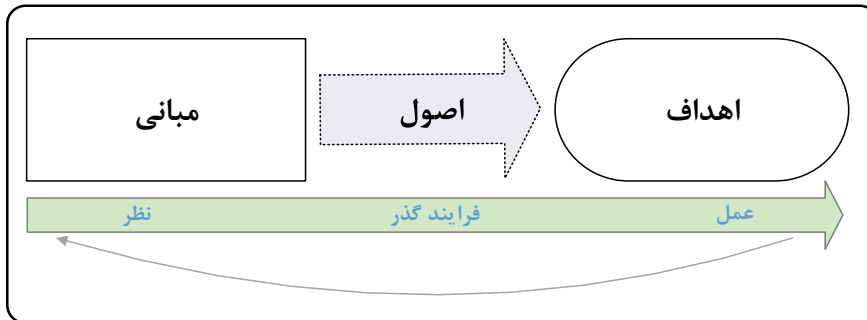 مبانی
اصول
اهداف
نظر
فرایند گذر
عمل